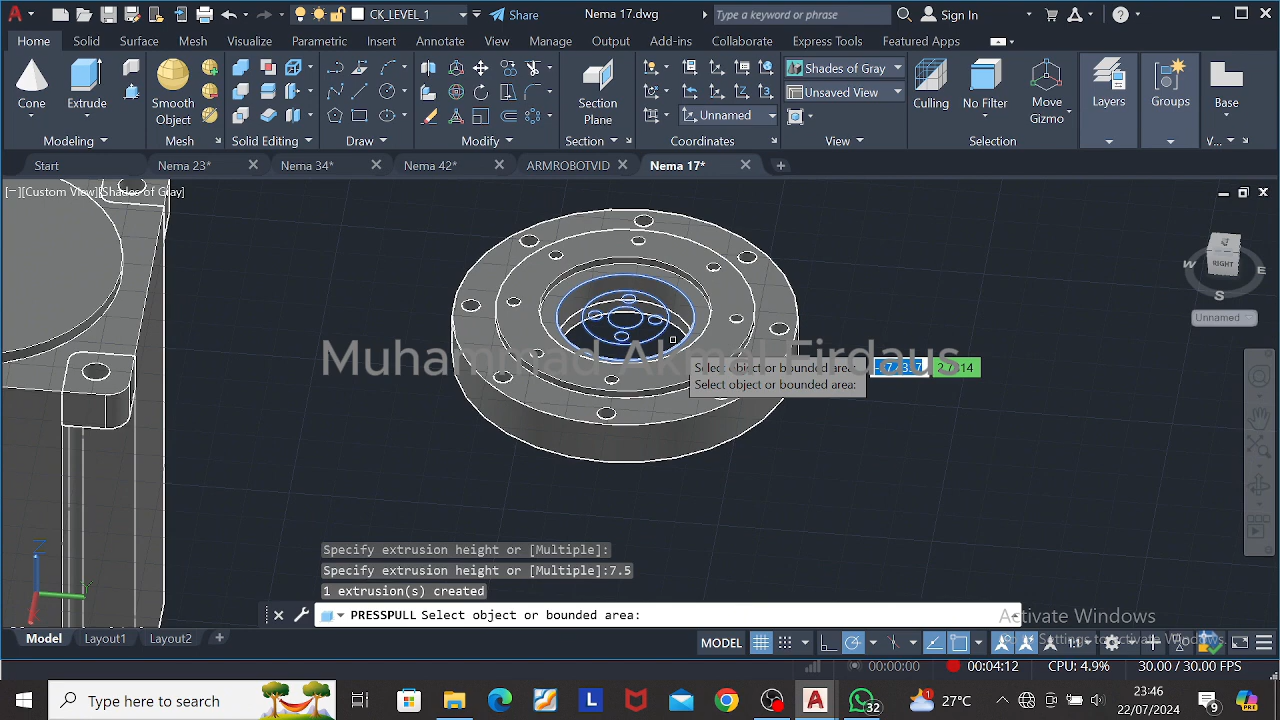 CK_LEVEL_1
Share
Nema 17.dwg
Type a keyword or phrase
Sign In
Home
Solid
Surface
Mesh
Visualize
Parametric
Insert
Annotate
View
Manage
Output
Add-ins
Collaborate
Express Tools
Featured Apps
Cone
Extrude
Smooth
Object
Section
Plane
Unnamed
Shades of Gray
Unsaved View
Culling
No Filter
Move
Gizmo
Layers
Groups
Base
Modeling
Mesh
Solid Editing
Draw
Modify
Section
Coordinates
View
Selection
V...
Start
Nema 23*
Nema 34*
Nema 42*
ARMROBOTVID
Nema 17*
[−][Custom View][Shades of Gray]
RIGHT
W
E
S
Unnamed
Muhammad Akmal Firdaus
Select object or bounded area:
Select object or bounded area:
Specify extrusion height or [Multiple]:
Specify extrusion height or [Multiple]:7.5
1 extrusion(s) created
PRESSPULL Select object or bounded area:
Activate Windows
Model
Layout1
Layout2
MODEL
00:00:00
00:04:12
CPU: 4.9%
30.00 / 30.00 FPS
Type here to search
32
1
27°C
23:46
22/07/2024
9
PRE